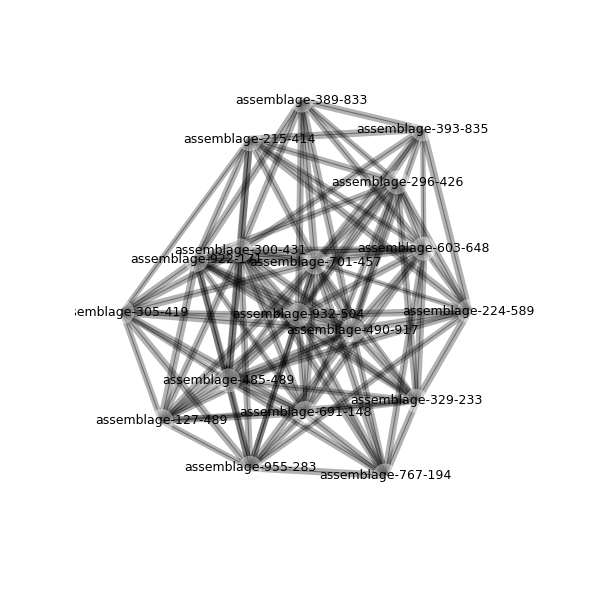 assemblage-389-833
assemblage-393-835
assemblage-215-414
assemblage-296-426
assemblage-300-431
assemblage-603-648
assemblage-922-171
assemblage-701-457
semblage-305-419
assemblage-932-504
assemblage-224-589
assemblage-490-917
assemblage-485-489
assemblage-329-233
assemblage-691-148
assemblage-127-489
assemblage-955-283
assemblage-767-194